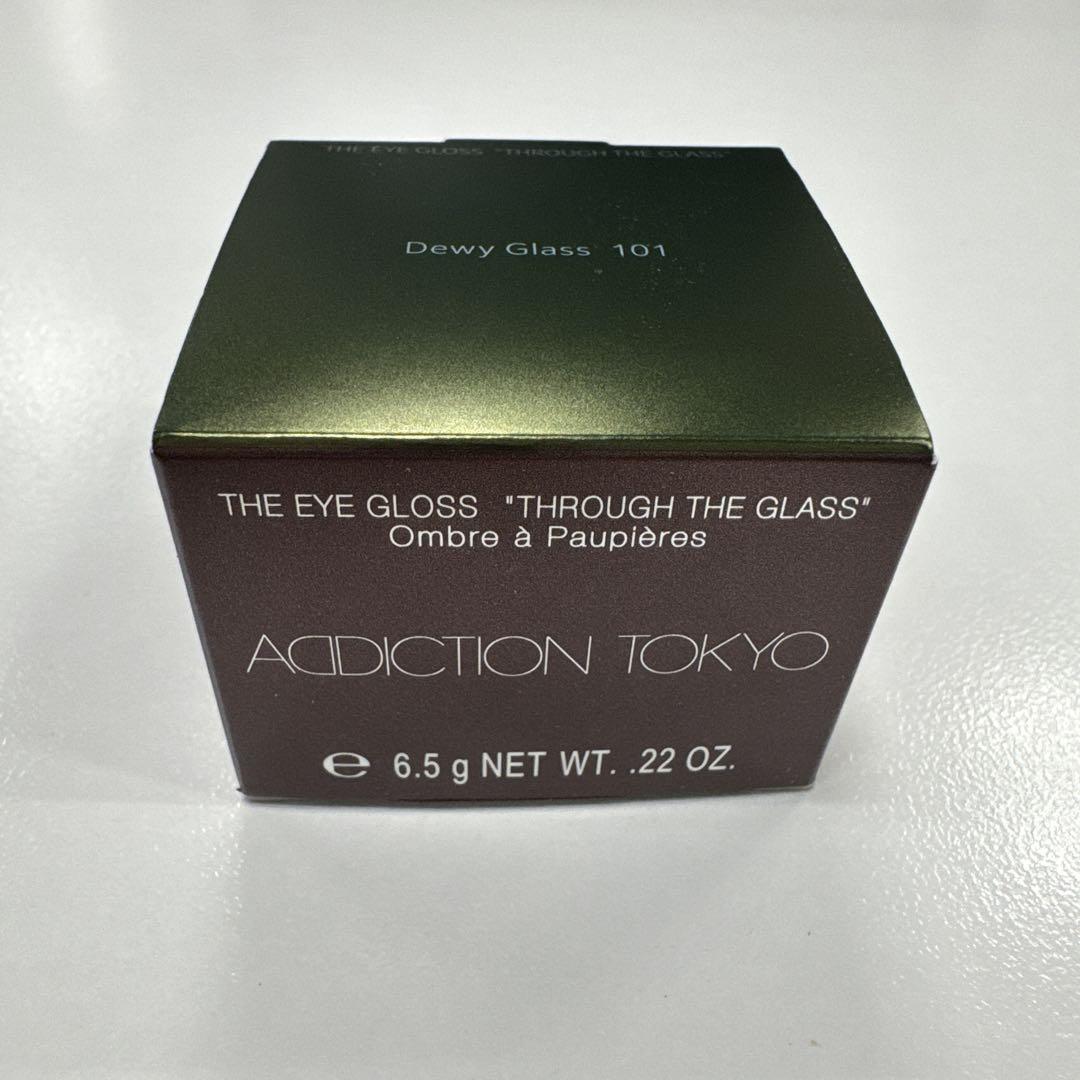 THE EYE GLOSS "THROUGH THE GLASS"
Dewy Glass 101
THE EYE GLOSS "THROUGH THE GLASS"
Ombre à Paupières
ADDICTION TOKYO
℮ 6.5 g NET WT. .22 OZ.